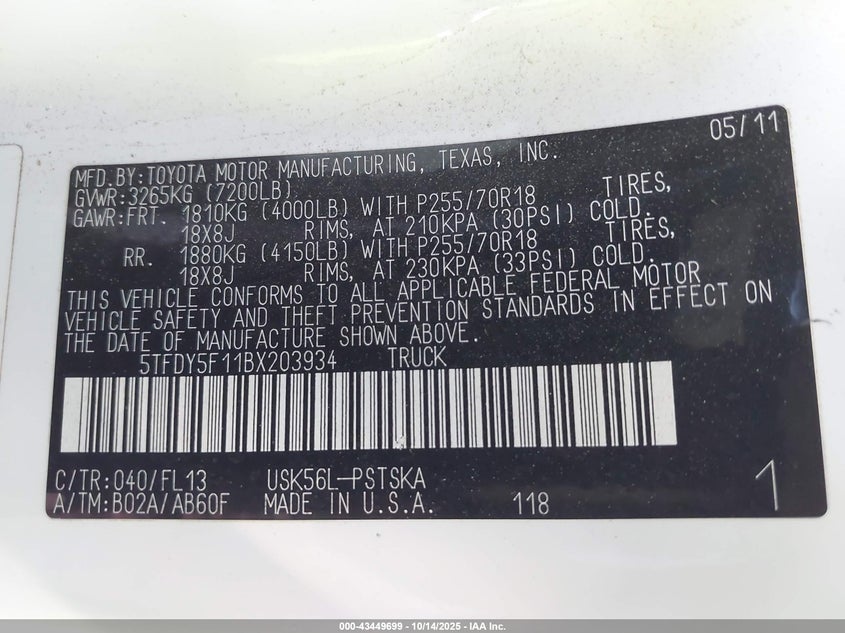 05/11
MFD.BY:TOYOTA MOTOR MANUFACTURING, TEXAS, INC.
GVWR:3265KG (7200LB)
GAWR:FRT. 1810KG (4000LB) WITH P255/70R18 TIRES,
18X8J RIMS, AT 210KPA (30PSI) COLD.
RR. 1880KG (4150LB) WITH P255/70R18 TIRES,
18X8J RIMS, AT 230KPA (33PSI) COLD.
THIS VEHICLE CONFORMS TO ALL APPLICABLE FEDERAL MOTOR
VEHICLE SAFETY AND THEFT PREVENTION STANDARDS IN EFFECT ON
THE DATE OF MANUFACTURE SHOWN ABOVE.
5TFDY5F11BX203934 TRUCK
C/TR:040/FL13 USK56L-PSTSKA
A/TM:B02A/AB60F MADE IN U.S.A. 118 1
000-43449699 - 10/14/2025 - IAA Inc.